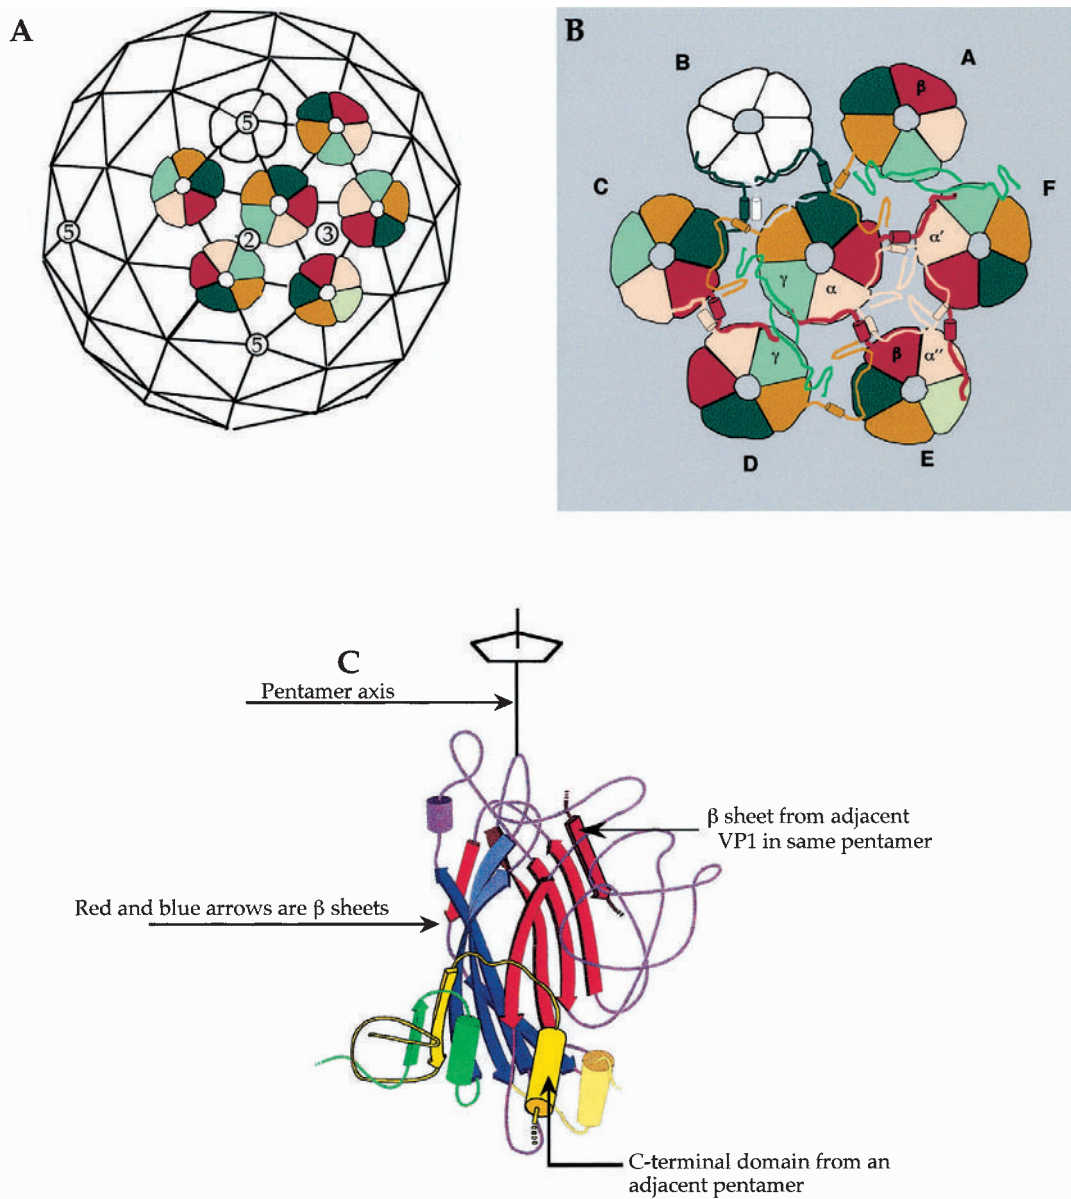 A
5
5
2
3
5
B
B
A
β
C
F
α′
γ
α
γ
β
α″
D
E
C
Pentamer axis
β sheet from adjacent
VP1 in same pentamer
Red and blue arrows are β sheets
C-terminal domain from an
adjacent pentamer